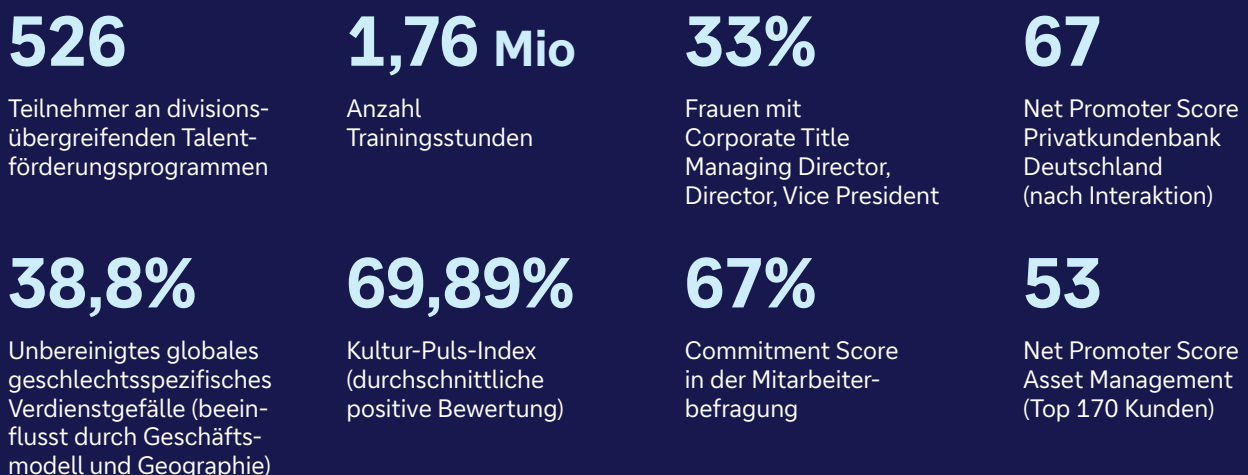 526
Teilnehmer an divisions-
übergreifenden Talent-
förderungsprogrammen
1,76 Mio
Anzahl
Trainingsstunden
33%
Frauen mit
Corporate Title
Managing Director,
Director, Vice President
67
Net Promoter Score
Privatkundenbank
Deutschland
(nach Interaktion)
38,8%
Unbereinigtes globales
geschlechtsspezifisches
Verdienstgefälle (beein-
flusst durch Geschäfts-
modell und Geographie)
69,89%
Kultur-Puls-Index
(durchschnittliche
positive Bewertung)
67%
Commitment Score
in der Mitarbeiter-
befragung
53
Net Promoter Score
Asset Management
(Top 170 Kunden)